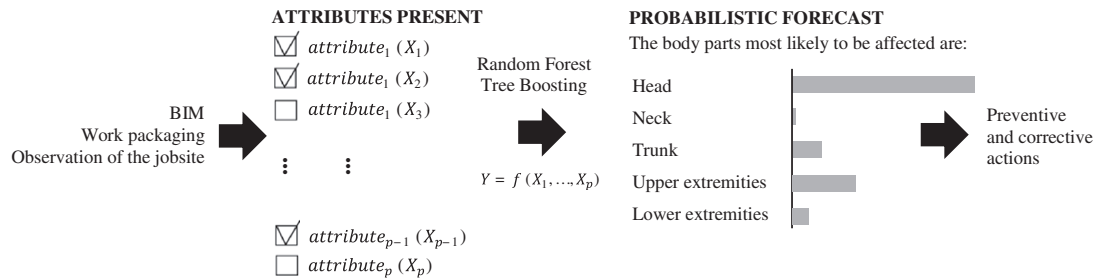 BIM
Work packaging
Observation of the jobsite
ATTRIBUTES PRESENT
attribute₁ (X₁)
attribute₁ (X₂)
attribute₁ (X₃)
attributeₚ₋₁ (Xₚ₋₁)
attributeₚ (Xₚ)
Random Forest
Tree Boosting
Y = f (X₁,…,Xₚ)
PROBABILISTIC FORECAST
The body parts most likely to be affected are:
Head
Neck
Trunk
Upper extremities
Lower extremities
Preventive
and corrective
actions